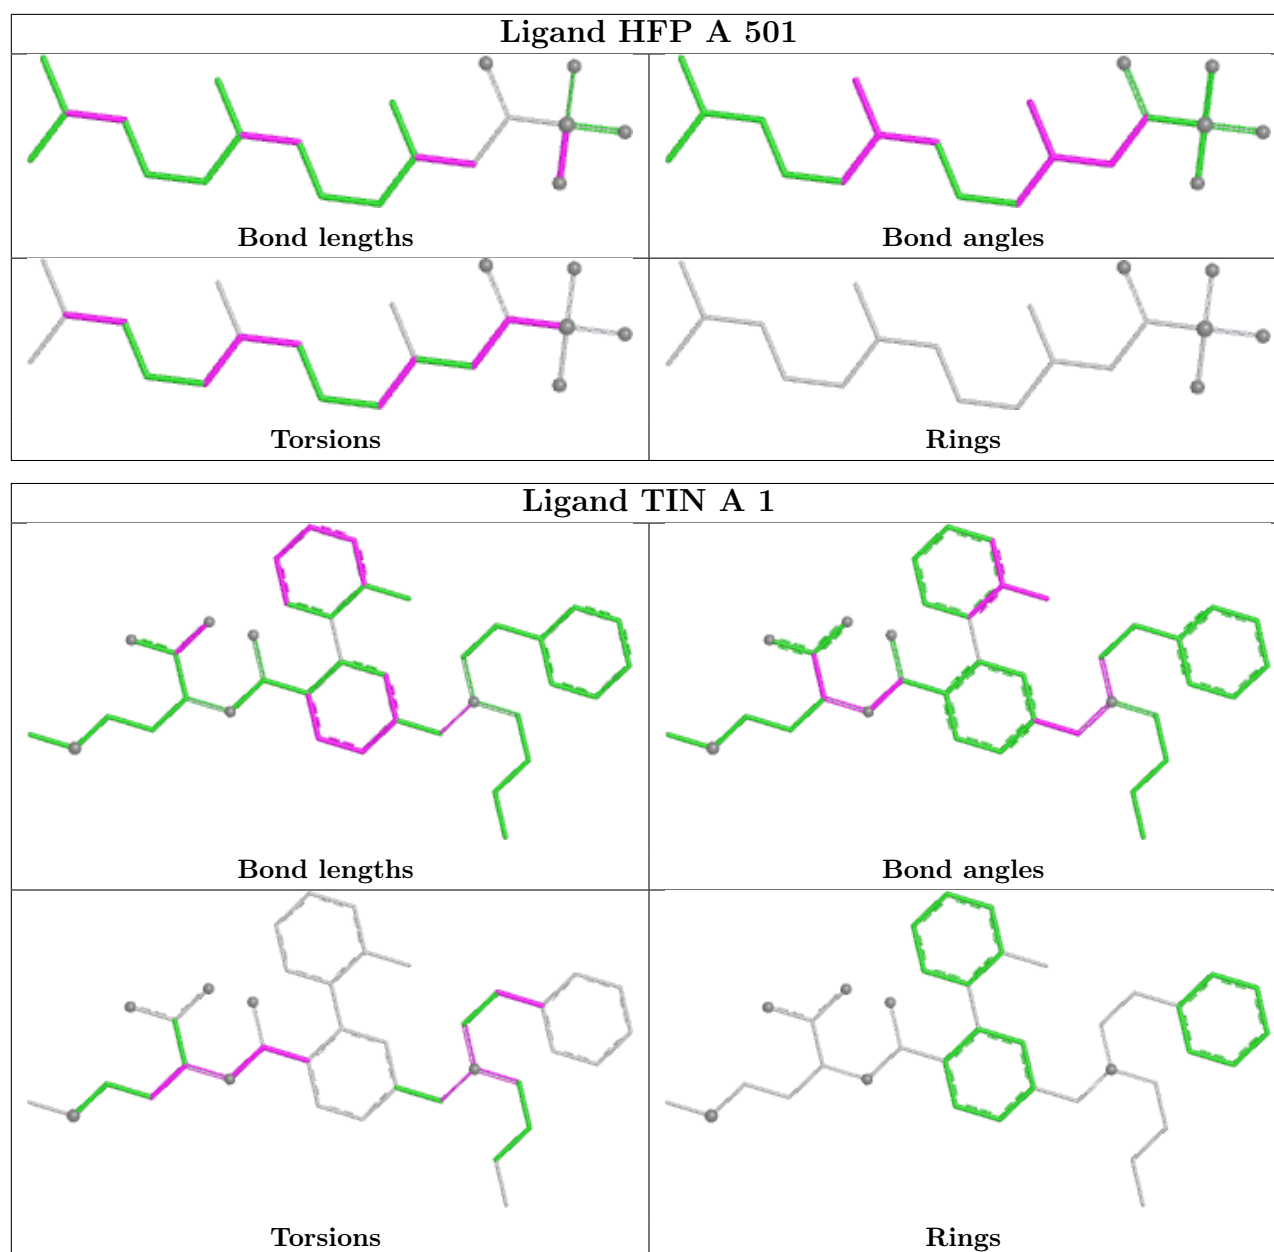 Ligand HFP A 501
Bond lengths
Bond angles
Torsions
Rings
Ligand TIN A 1
Bond lengths
Bond angles
Torsions
Rings